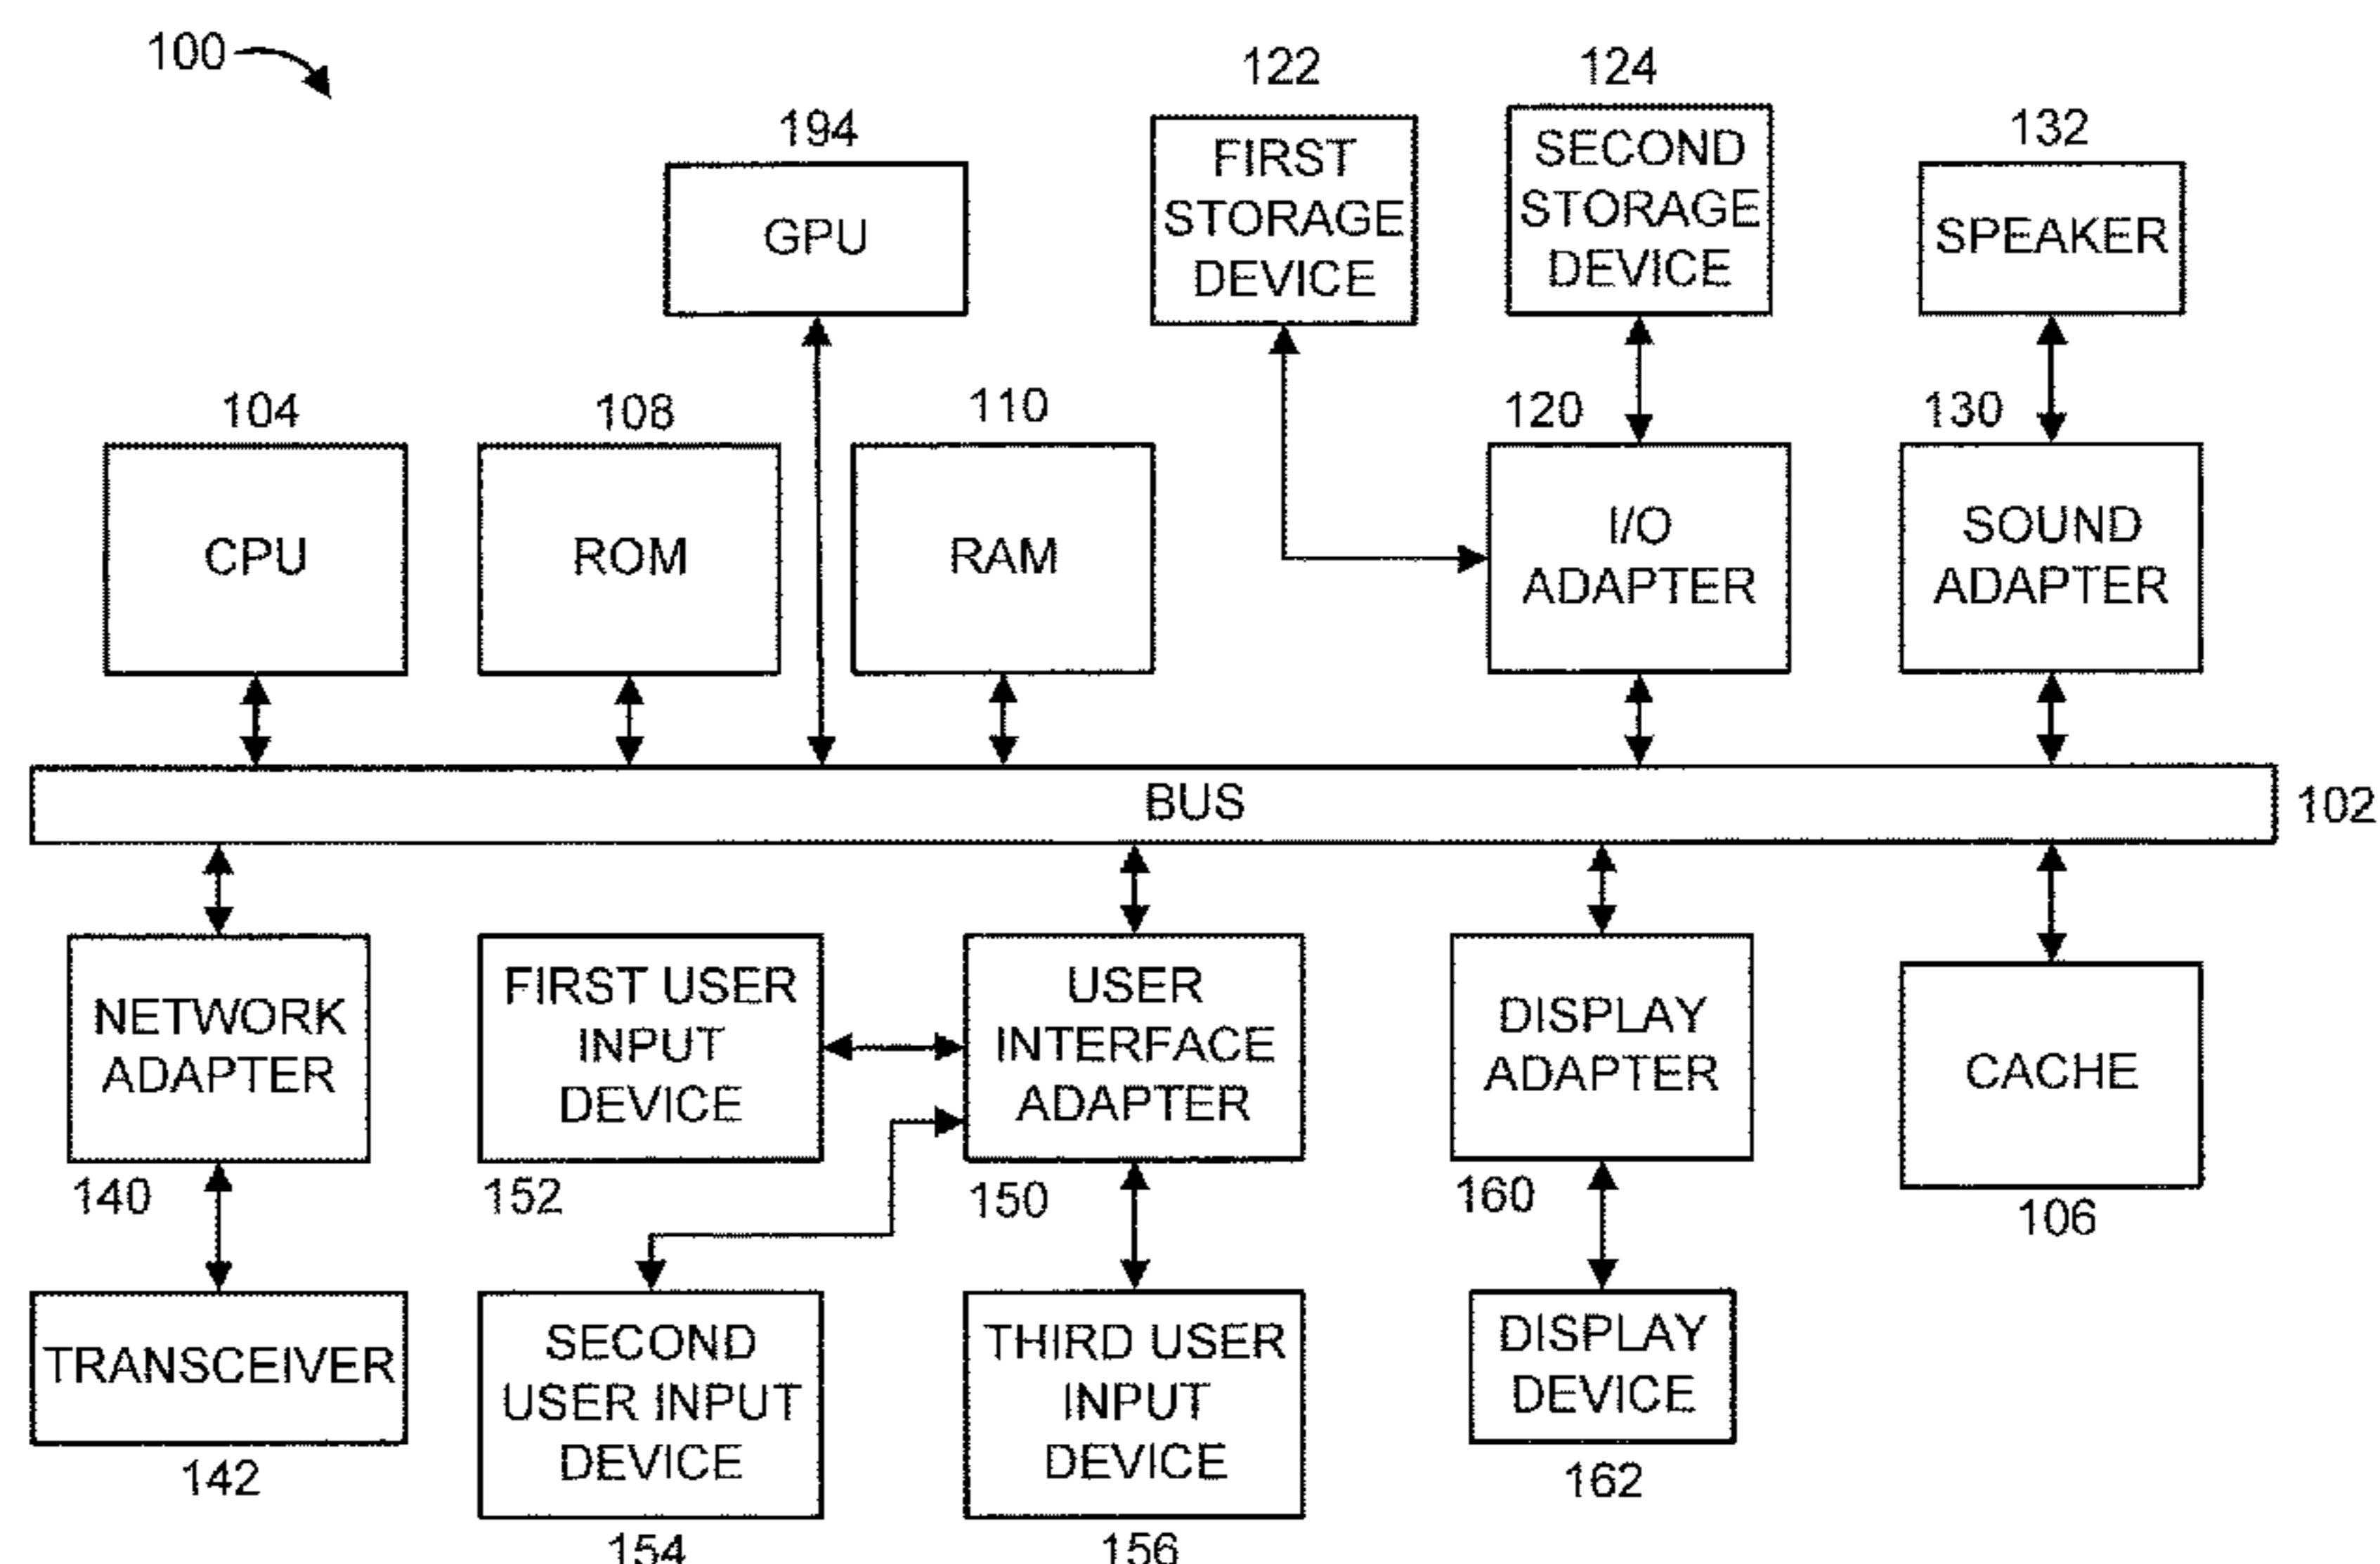 100
194
GPU
122
FIRST
STORAGE
DEVICE
124
SECOND
STORAGE
DEVICE
132
SPEAKER
104
CPU
108
ROM
110
RAM
120
I/O
ADAPTER
130
SOUND
ADAPTER
BUS
102
NETWORK
ADAPTER
140
FIRST USER
INPUT
DEVICE
152
USER
INTERFACE
ADAPTER
150
DISPLAY
ADAPTER
160
CACHE
106
TRANSCEIVER
142
SECOND
USER INPUT
DEVICE
154
THIRD USER
INPUT
DEVICE
156
DISPLAY
DEVICE
162